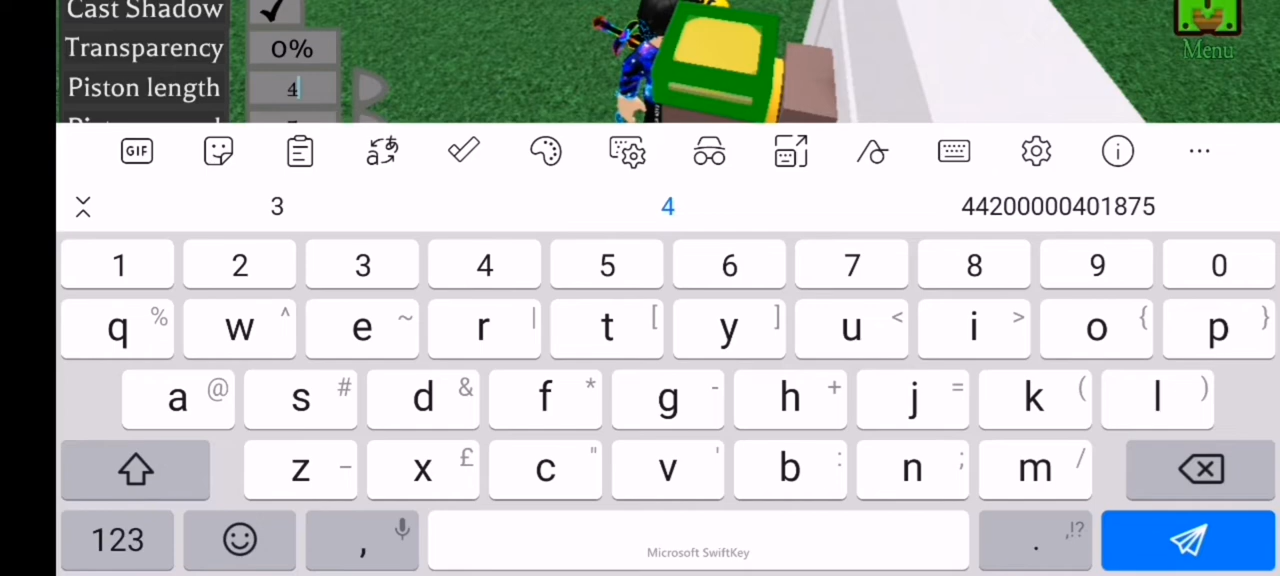 Cast Shadow
Transparency 0%
Piston length 4
Menu
GIF
3 4 44200000401875
1 2 3 4 5 6 7 8 9 0
q % w ^ e ~ r | t [ y ] u < i > o { p }
a @ s # d & f * g - h + j = k ( l )
z – x £ c " v ' b : n ; m /
123 , Microsoft SwiftKey . ,!?